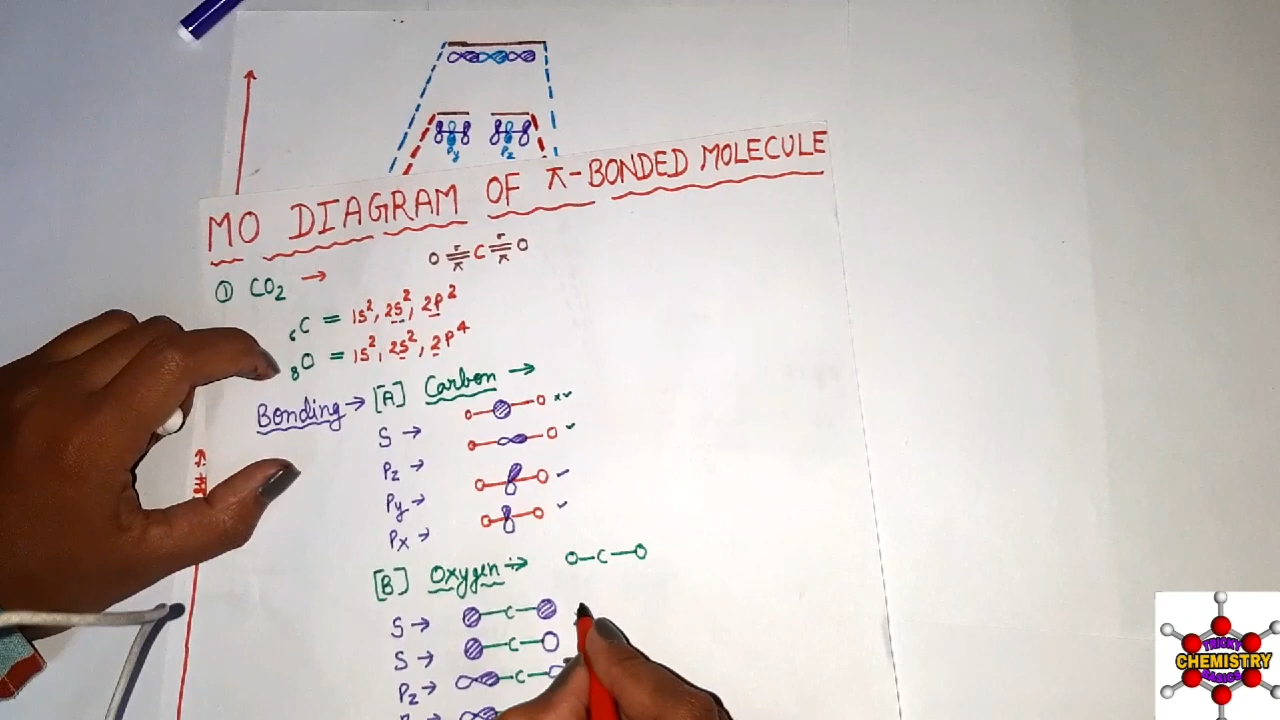 Py Pz
MO DIAGRAM OF π-BONDED MOLECULE
O σ π C σ π O
① CO₂ →
₆C = 1s², 2s², 2p²
₈O = 1s², 2s², 2p⁴
Bonding → [A] Carbon →
S →
Pz →
Py →
Px →
[B] Oxygen → O–C–O
S → C
S → C
Pz → C
TRICKY
CHEMISTRY
BASICS